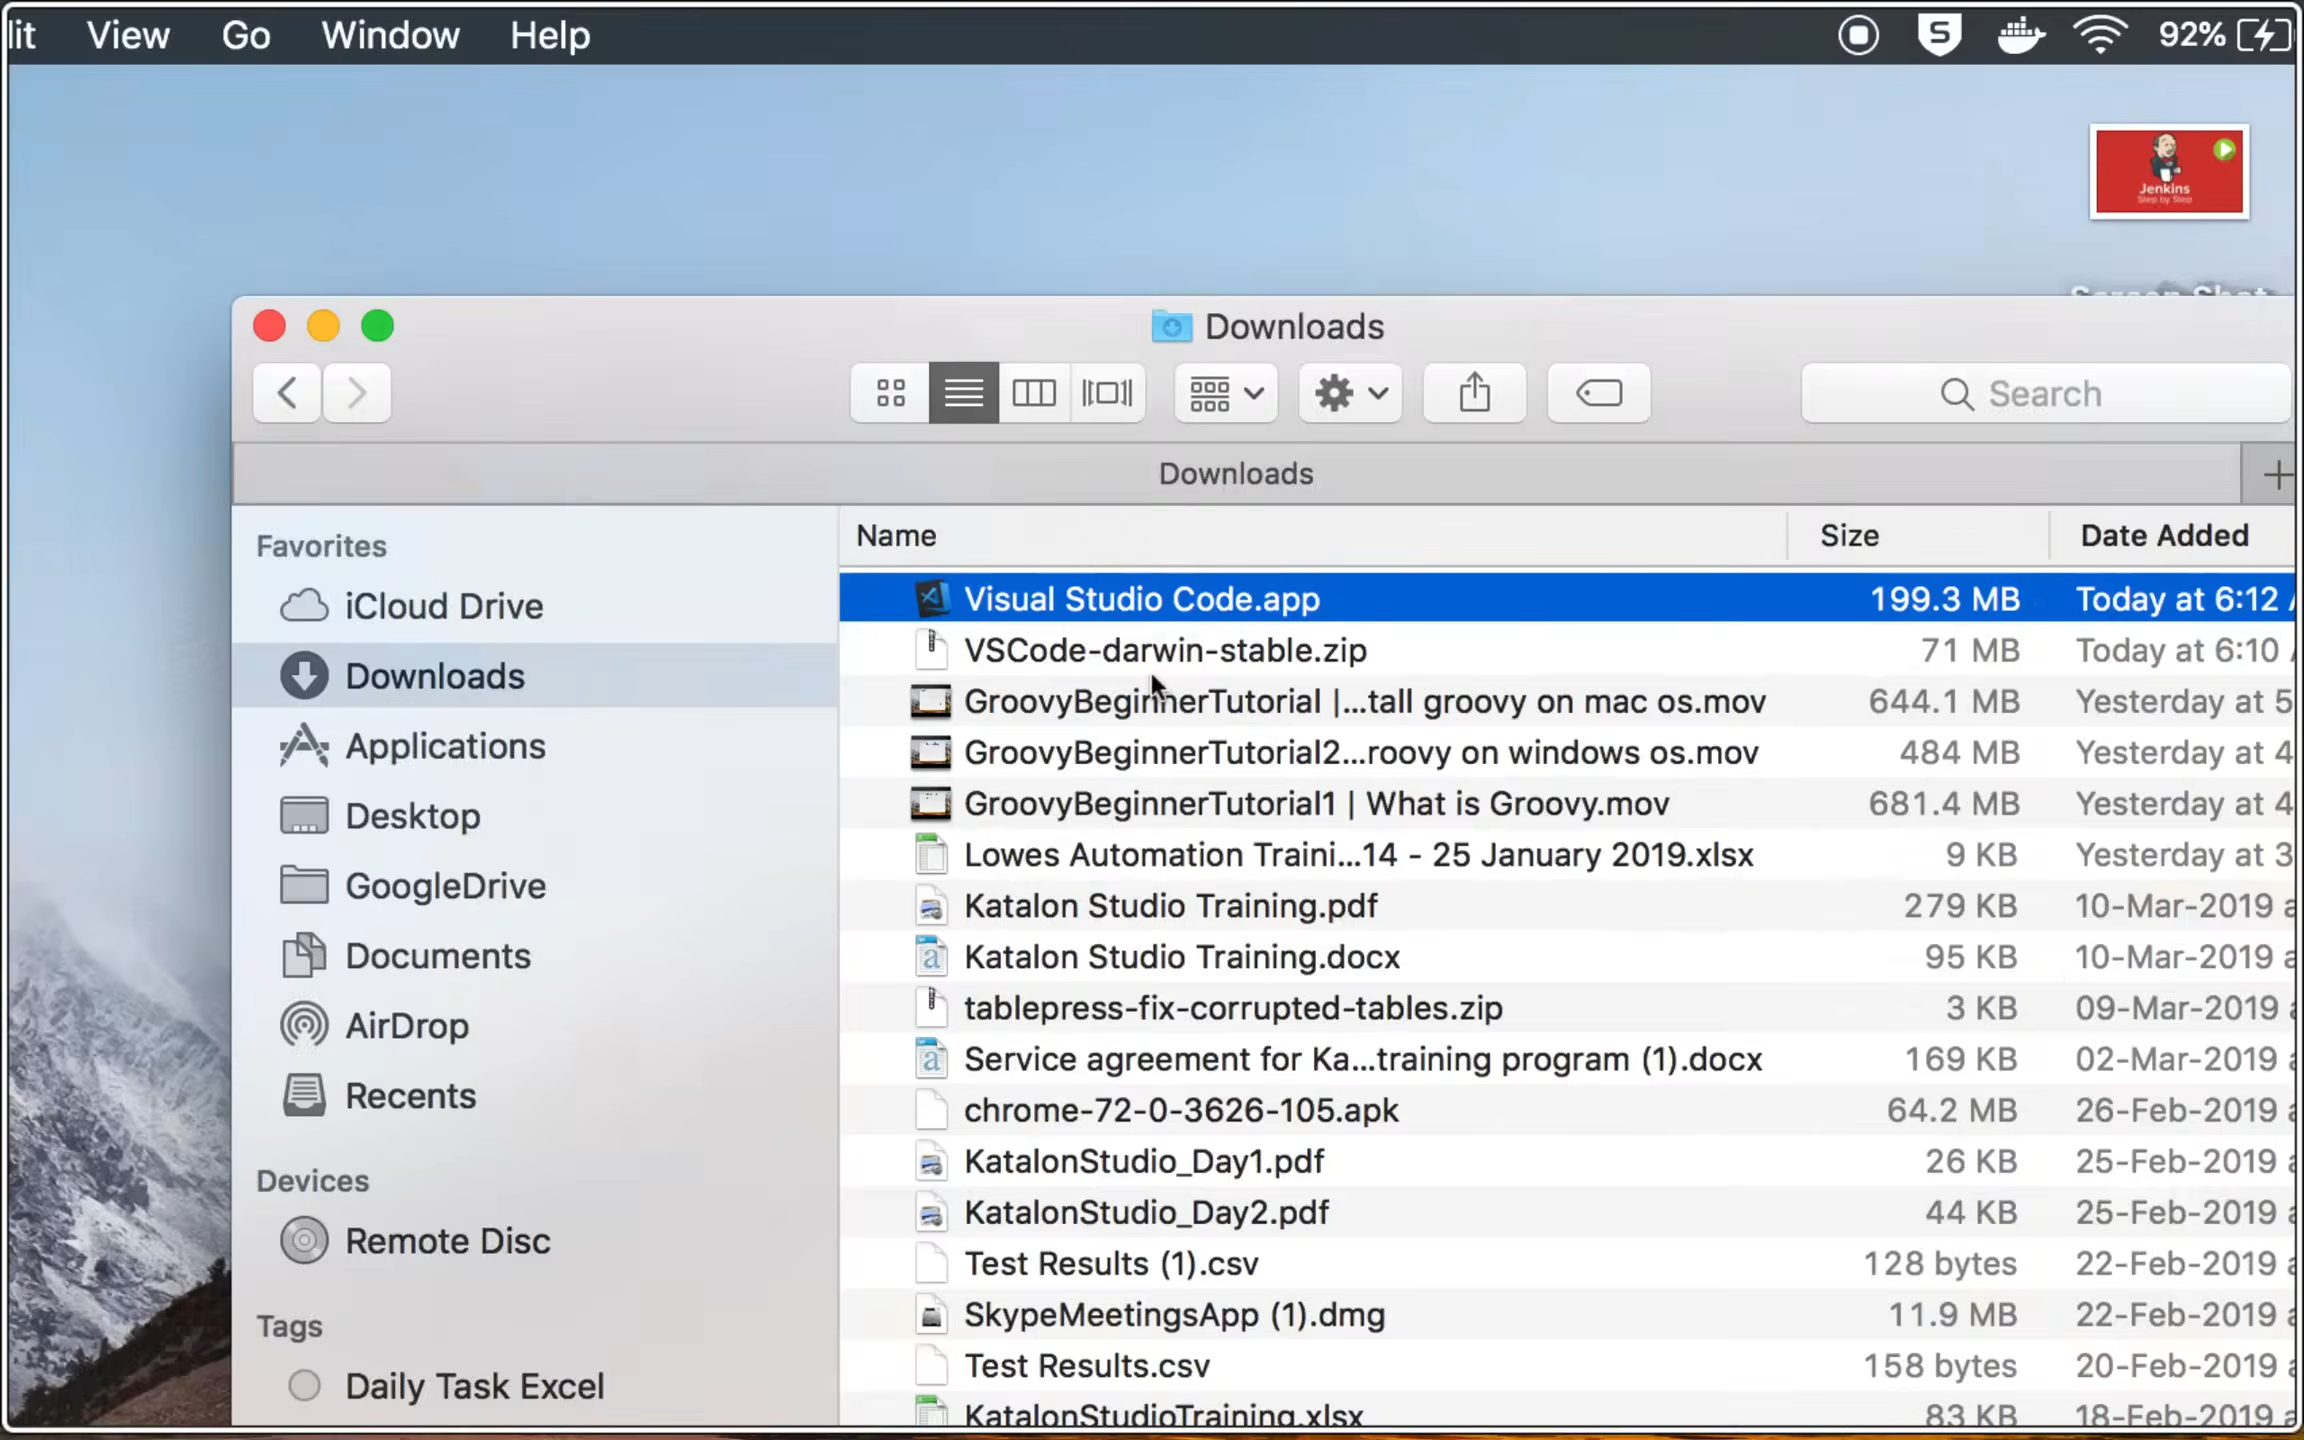 lit View Go Window Help S 92%
Jenkins
Step by Step
Screen Shot
Downloads
Search
Downloads
Name Size Date Added
Favorites
iCloud Drive
Downloads
Applications
Desktop
GoogleDrive
Documents
AirDrop
Recents
Devices
Remote Disc
Tags
Daily Task Excel
Visual Studio Code.app 199.3 MB Today at 6:12
VSCode-darwin-stable.zip 71 MB Today at 6:10
GroovyBeginnerTutorial |...tall groovy on mac os.mov 644.1 MB Yesterday at 5
GroovyBeginnerTutorial2...roovy on windows os.mov 484 MB Yesterday at 4
GroovyBeginnerTutorial1 | What is Groovy.mov 681.4 MB Yesterday at 4
Lowes Automation Traini...14 - 25 January 2019.xlsx 9 KB Yesterday at 3
Katalon Studio Training.pdf 279 KB 10-Mar-2019 a
Katalon Studio Training.docx 95 KB 10-Mar-2019 a
tablepress-fix-corrupted-tables.zip 3 KB 09-Mar-2019
Service agreement for Ka...training program (1).docx 169 KB 02-Mar-2019
chrome-72-0-3626-105.apk 64.2 MB 26-Feb-2019
KatalonStudio_Day1.pdf 26 KB 25-Feb-2019
KatalonStudio_Day2.pdf 44 KB 25-Feb-2019
Test Results (1).csv 128 bytes 22-Feb-2019
SkypeMeetingsApp (1).dmg 11.9 MB 22-Feb-2019
Test Results.csv 158 bytes 20-Feb-2019
KatalonStudioTraining.xlsx 83 KB 18-Feb-2019